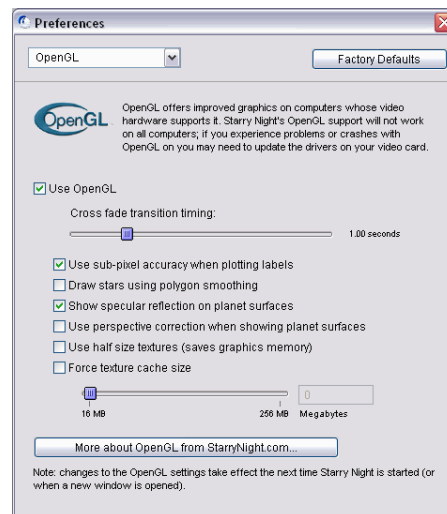 Preferences
OpenGL
Factory Defaults
OpenGL
OpenGL offers improved graphics on computers whose video
hardware supports it. Starry Night's OpenGL support will not work
on all computers; if you experience problems or crashes with
OpenGL on you may need to update the drivers on your video card.
Use OpenGL
Cross fade transition timing:
1.00 seconds
Use sub-pixel accuracy when plotting labels
Draw stars using polygon smoothing
Show specular reflection on planet surfaces
Use perspective correction when showing planet surfaces
Use half size textures (saves graphics memory)
Force texture cache size
0
16 MB
256 MB
Megabytes
More about OpenGL from StarryNight.com...
Note: changes to the OpenGL settings take effect the next time Starry Night is started (or
when a new window is opened).